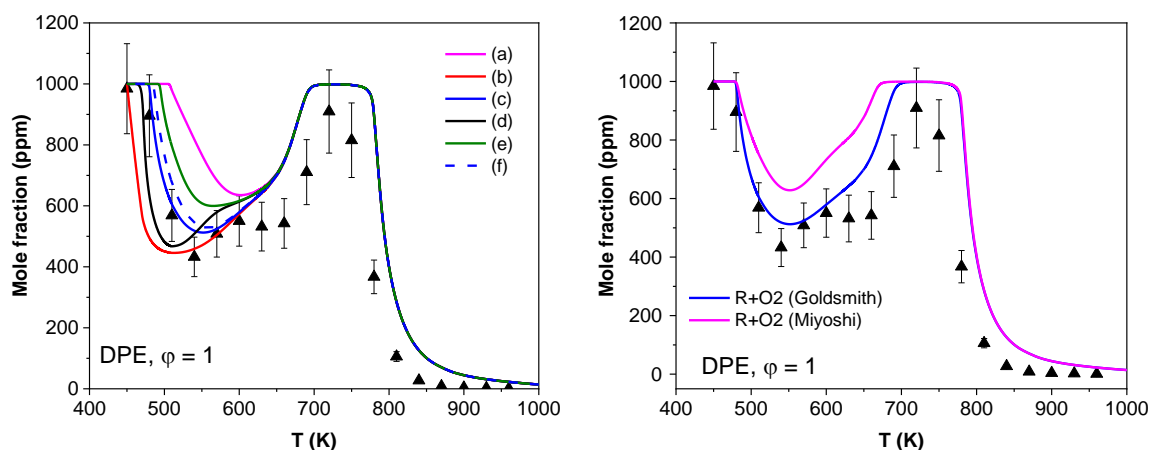 1200
1000
800
600
400
200
0
Mole fraction (ppm)
(a)
(b)
(c)
(d)
(e)
(f)
DPE, φ = 1
400 500 600 700 800 900 1000
T (K)
1200
1000
800
600
400
200
0
Mole fraction (ppm)
R+O2 (Goldsmith)
R+O2 (Miyoshi)
DPE, φ = 1
400 500 600 700 800 900 1000
T (K)